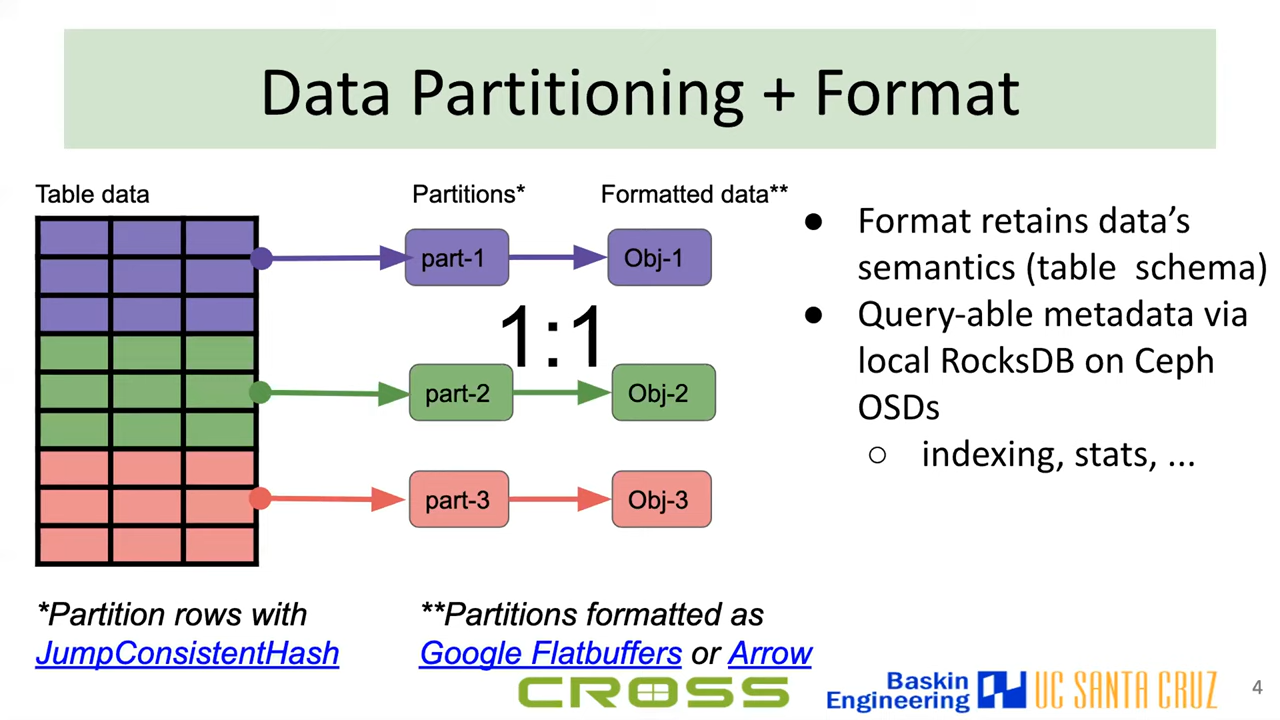 Data Partitioning + Format
Table data
Partitions*
Formatted data**
part-1
Obj-1
1:1
part-2
Obj-2
part-3
Obj-3
*Partition rows with
JumpConsistentHash
**Partitions formatted as
Google Flatbuffers or Arrow
● Format retains data's
semantics (table schema)
● Query-able metadata via
local RocksDB on Ceph
OSDs
○ indexing, stats, ...
CROSS
Baskin
Engineering
UC SANTA CRUZ
4